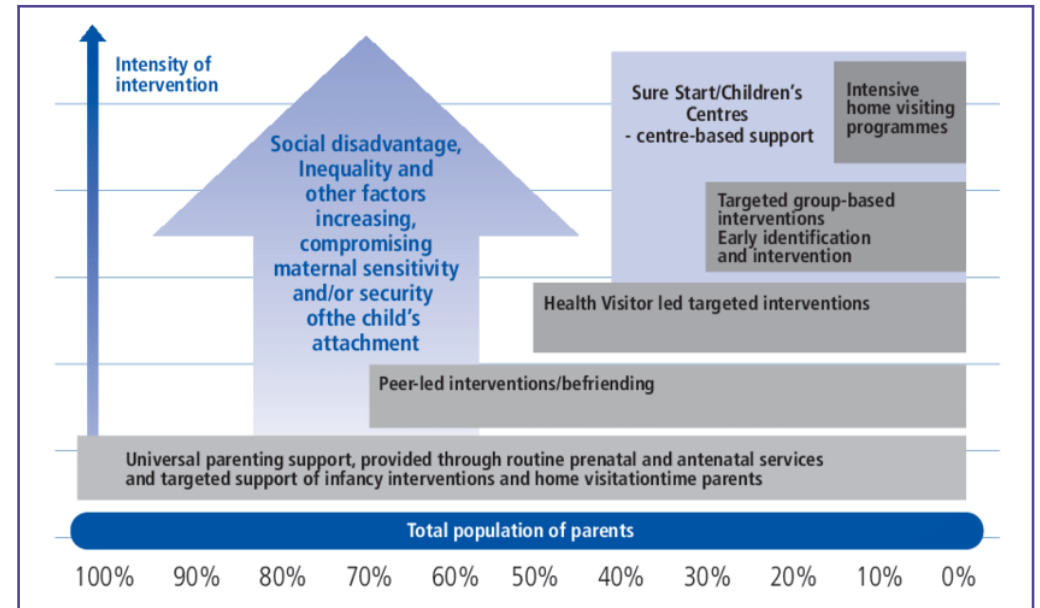 Intensity of
intervention
Social disadvantage,
Inequality and
other factors
increasing,
compromising
maternal sensitivity
and/or security
ofthe child's
attachment
Sure Start/Children's
Centres
- centre-based support
Intensive
home visiting
programmes
Targeted group-based
interventions
Early identification
and intervention
Health Visitor led targeted interventions
Peer-led interventions/befriending
Universal parenting support, provided through routine prenatal and antenatal services
and targeted support of infancy interventions and home visitationtime parents
Total population of parents
100% 90% 80% 70% 60% 50% 40% 30% 20% 10% 0%